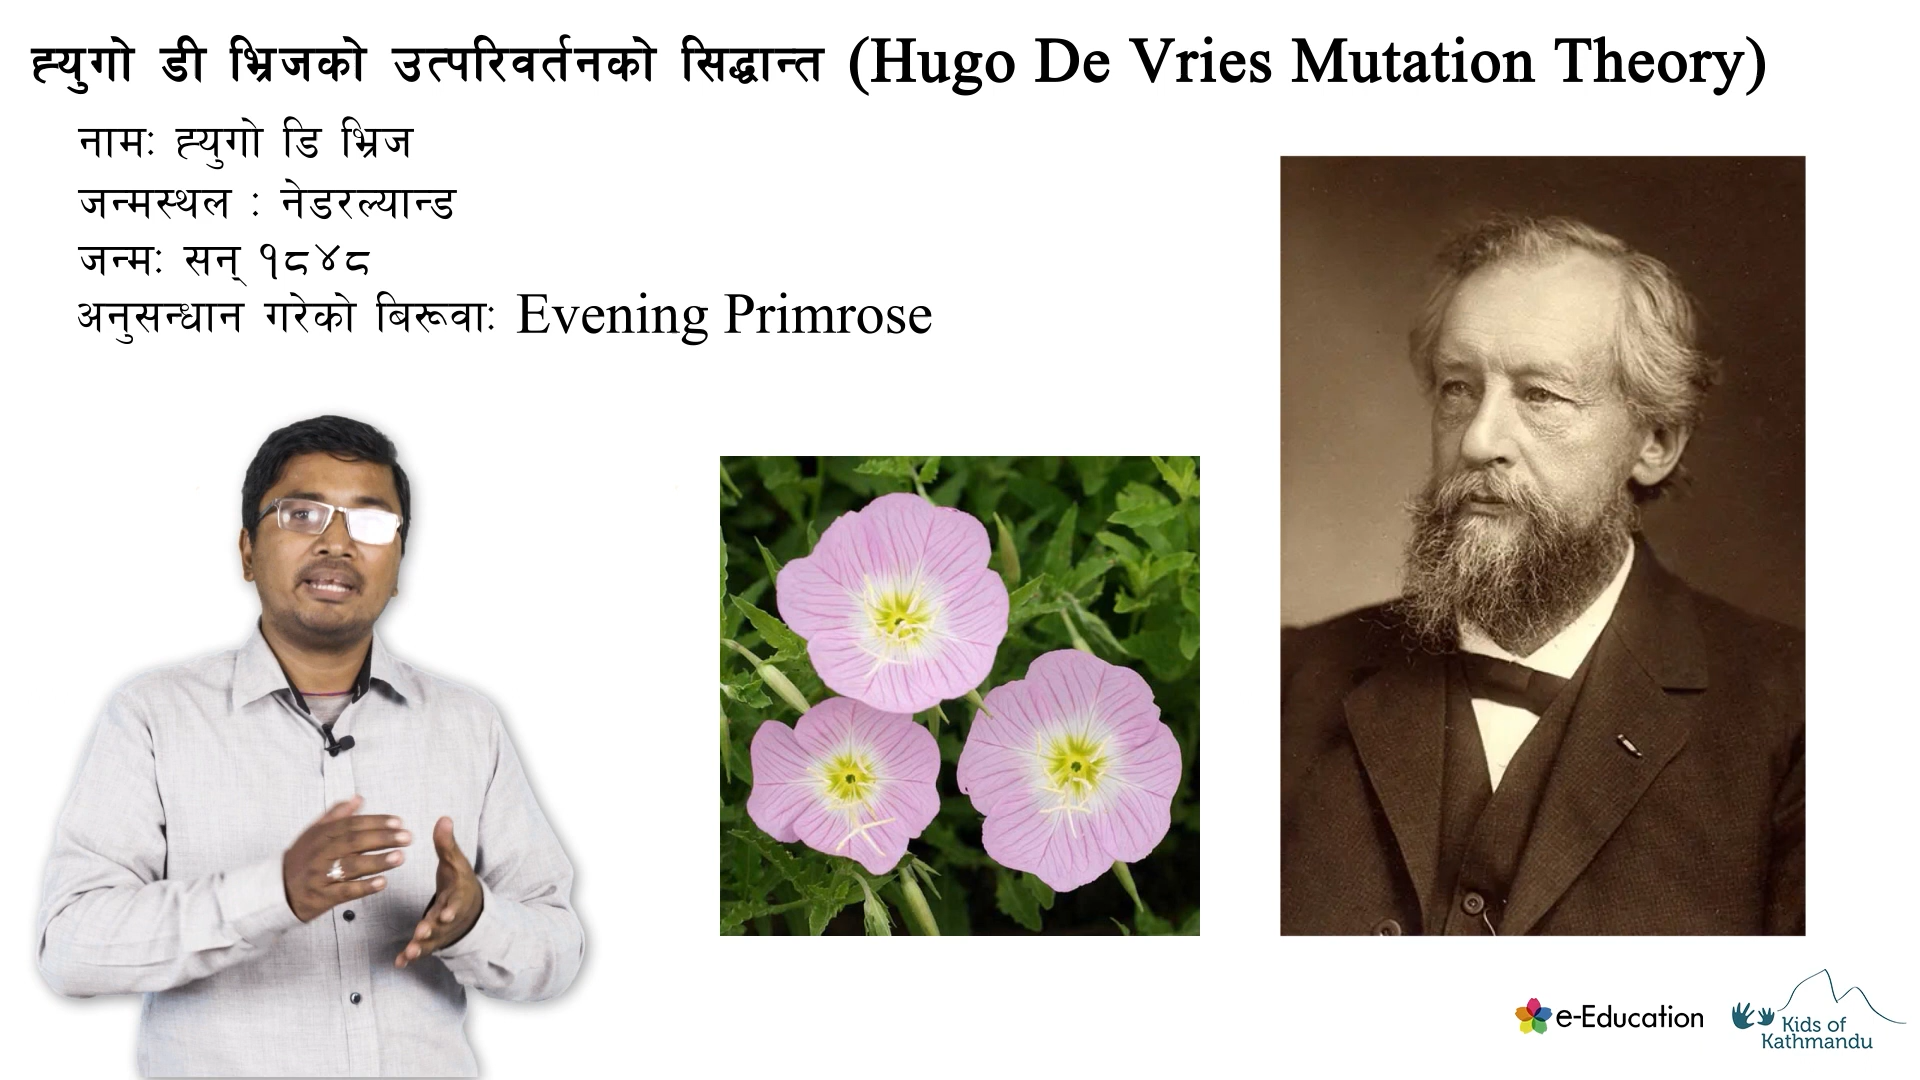 ह्युगो डी भ्रिजको उत्परिवर्तनको सिद्धान्त (Hugo De Vries Mutation Theory)
नामः ह्युगो डि भ्रिज
जन्मस्थल : नेडरल्यान्ड
जन्मः सन् १८४८
अनुसन्धान गरेको बिरूवाः Evening Primrose
e-Education
Kids of
Kathmandu